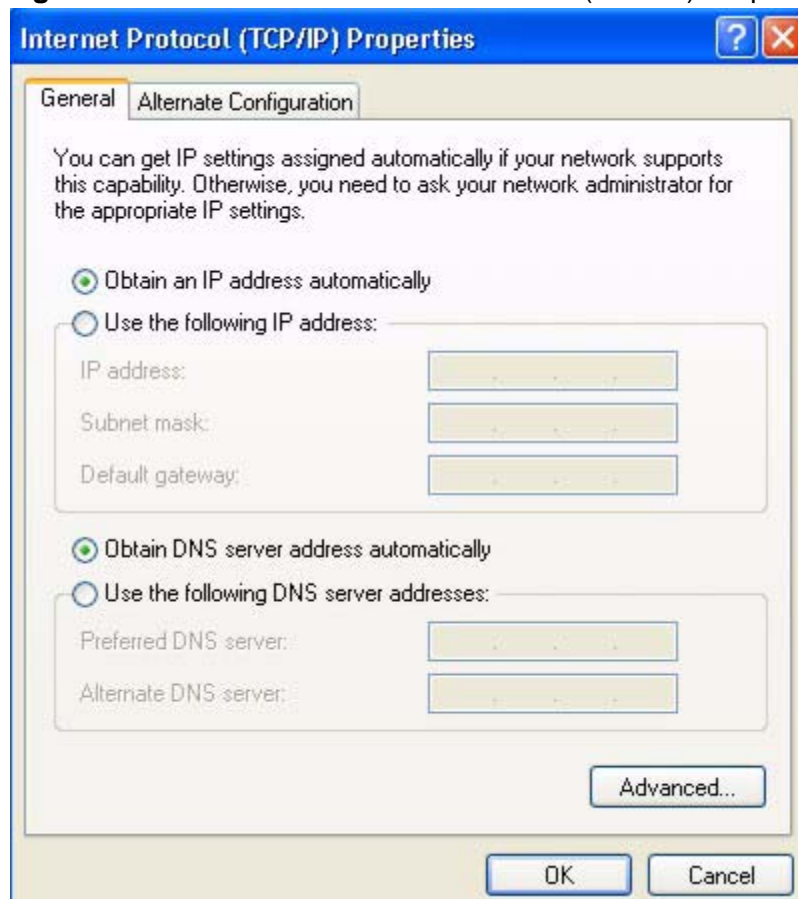 Internet Protocol (TCP/IP) Properties
General
Alternate Configuration
You can get IP settings assigned automatically if your network supports
this capability. Otherwise, you need to ask your network administrator for
the appropriate IP settings.
Obtain an IP address automatically
Use the following IP address:
IP address:
Subnet mask:
Default gateway:
Obtain DNS server address automatically
Use the following DNS server addresses:
Preferred DNS server:
Alternate DNS server:
Advanced...
OK
Cancel